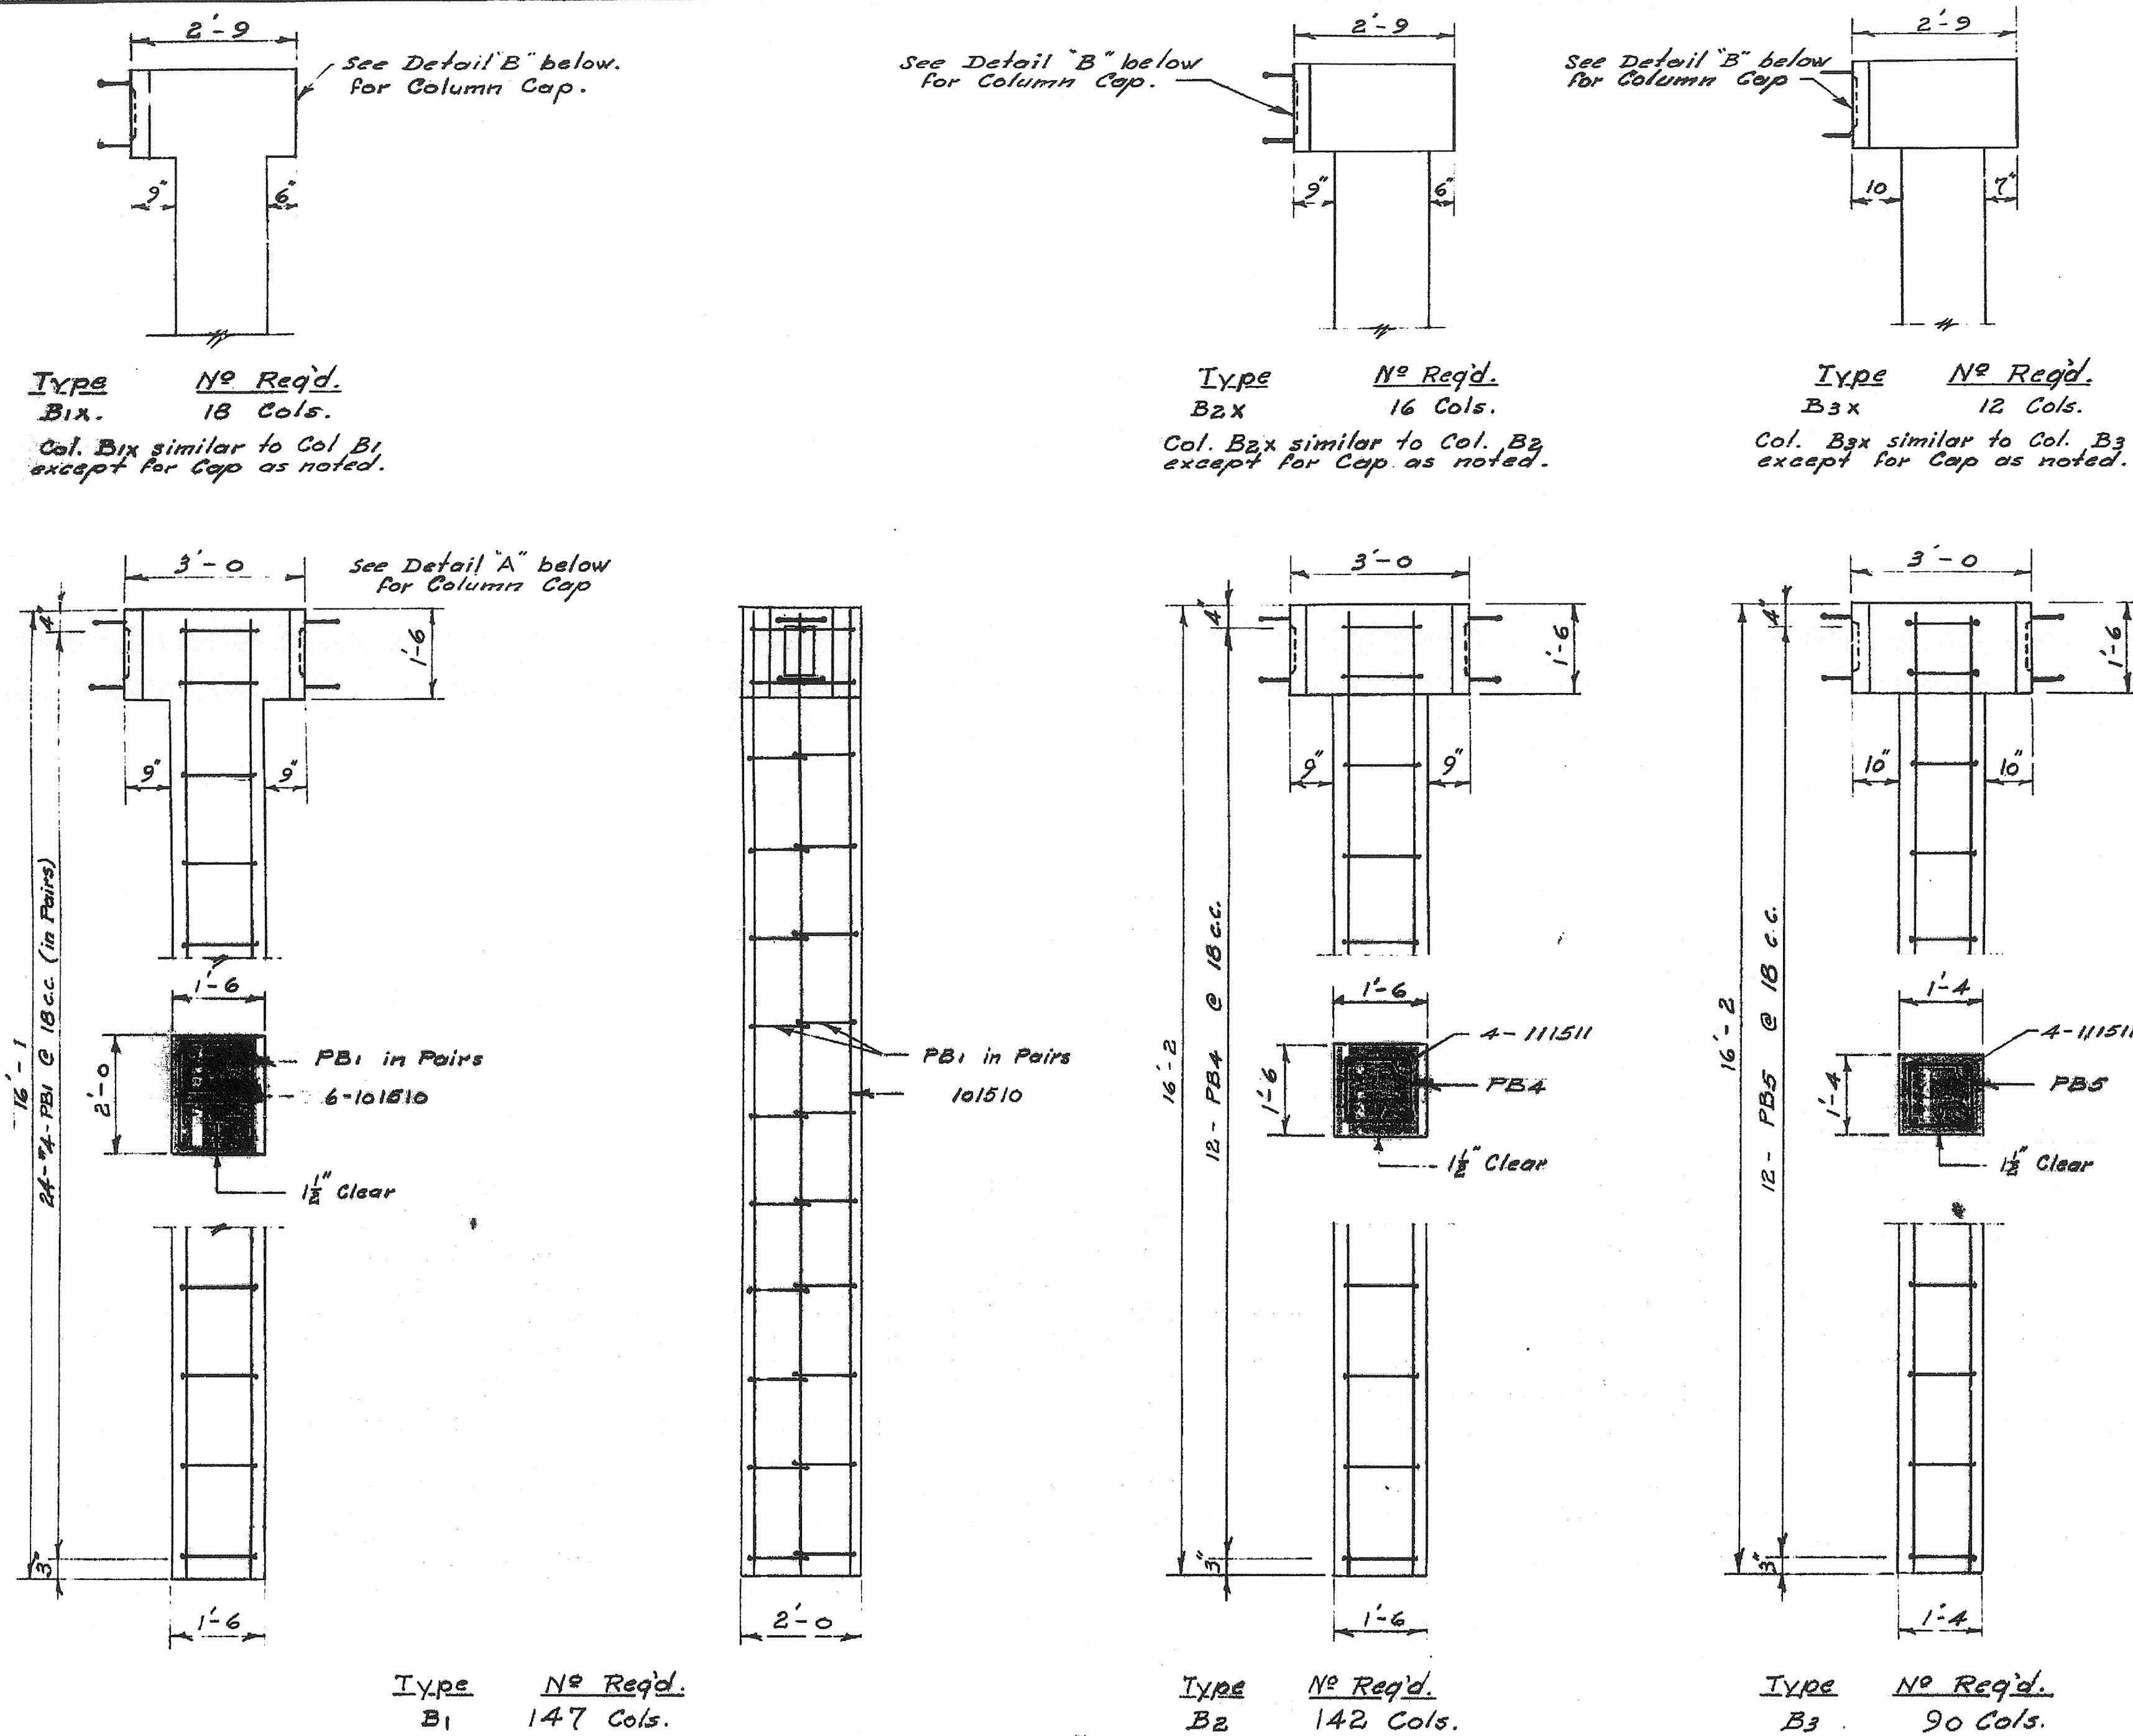 2'-9
See Detail "B" below.
for Column Cap.
9"
6"
Type Nº Req'd.
B1x. 18 Cols.
Col. B1x similar to Col B1
except for Cap as noted.
2'-9
See Detail "B" below
for Column Cap.
9"
6"
Type Nº Req'd.
B2x 16 Cols.
Col. B2x similar to Col. B2
except for Cap as noted.
2'-9
See Detail "B" below
for Column Cap
10
7"
Type Nº Req'd.
B3x 12 Cols.
Col. B3x similar to Col. B3
except for Cap as noted.
3'-0
See Detail "A" below
for Column Cap
4"
1'-6
9"
9"
16'-1
24-#4-PB1 @ 18 c.c. (in Pairs)
1'-6
2'-0
PB1 in Pairs
6-101510
1½" Clear
3"
1'-6
PB1 in Pairs
101510
2'-0
Type Nº Req'd.
B1 147 Cols.
3'-0
4"
1'-6
9"
9"
16'-2
12-PB4 @ 18 c.c.
1'-6
1'-6
4-111511
PB4
1½" Clear
3"
1'-6
Type Nº Req'd.
B2 142 Cols.
3'-0
4"
1'-6
10"
10"
16'-2
12-PB5 @ 18 c.c.
1'-4
1'-4
4-111511
PB5
1½" Clear
3"
1'-4
Type Nº Req'd.
B3 90 Cols.